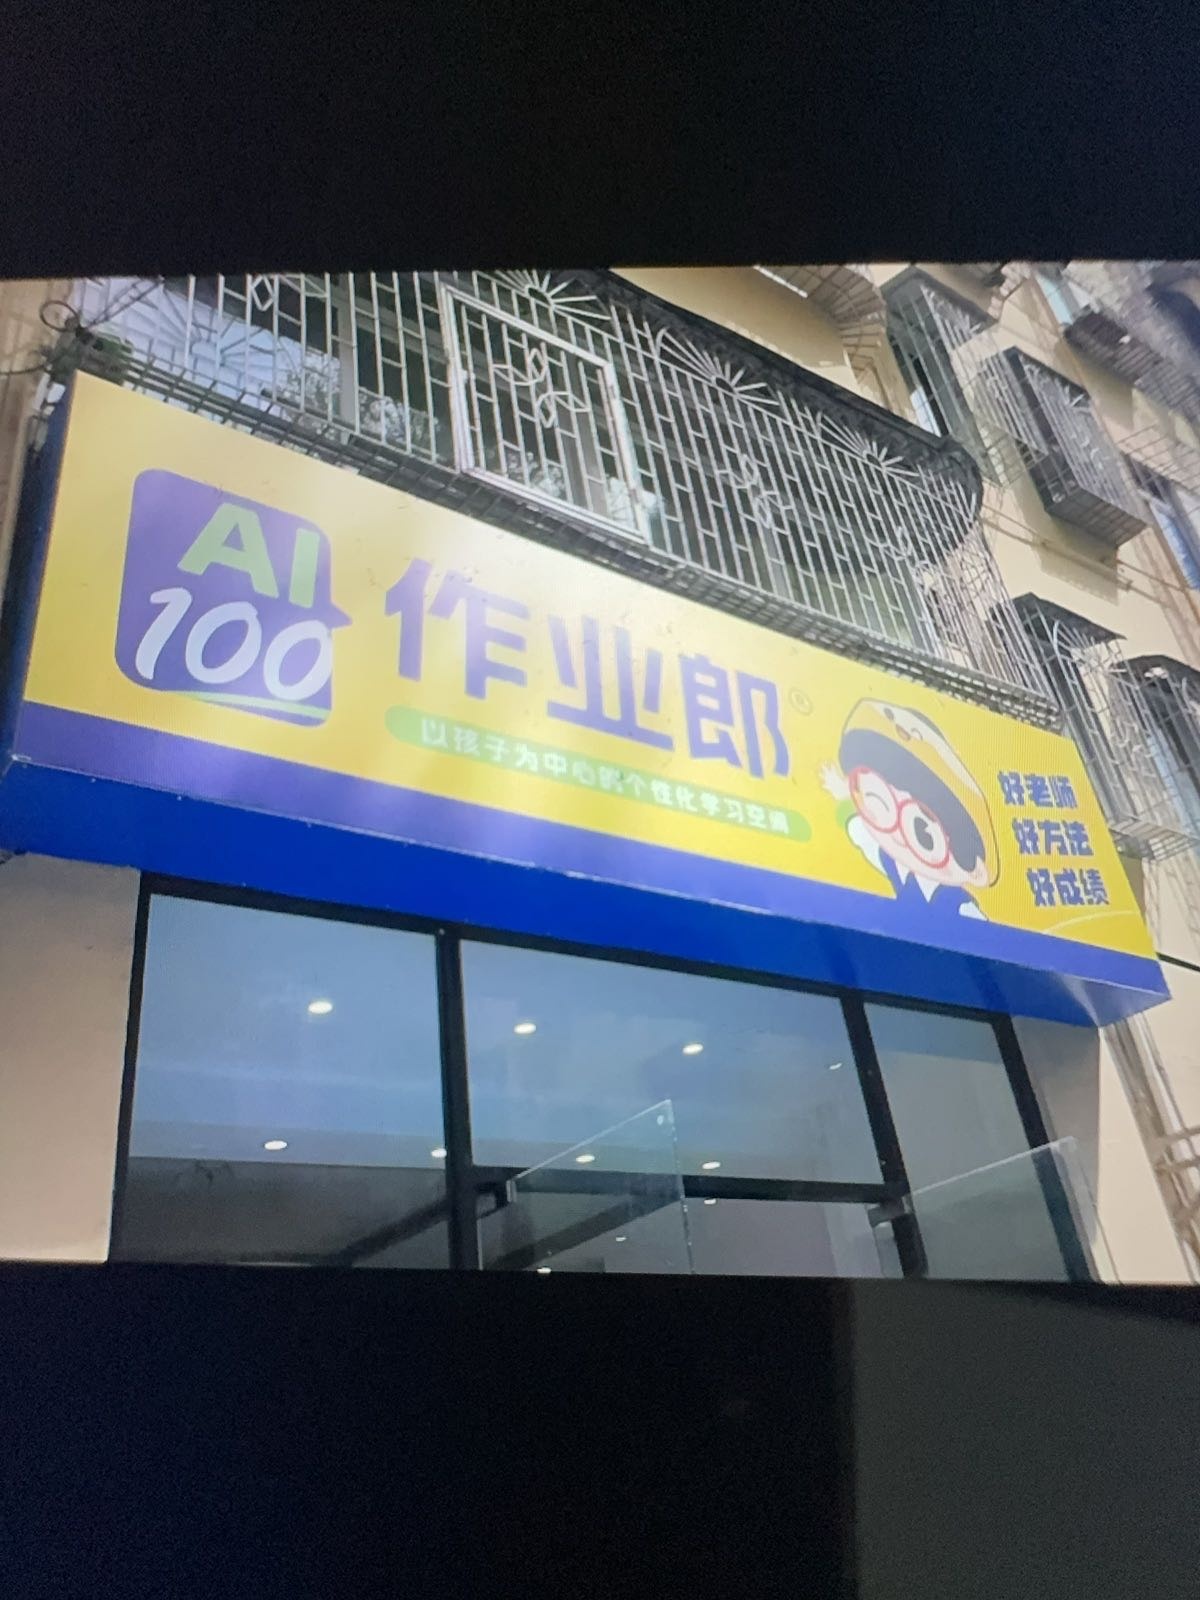 AI
100
作业郎®
以孩子为中心的个性化学习空间
好老师
好方法
好成绩